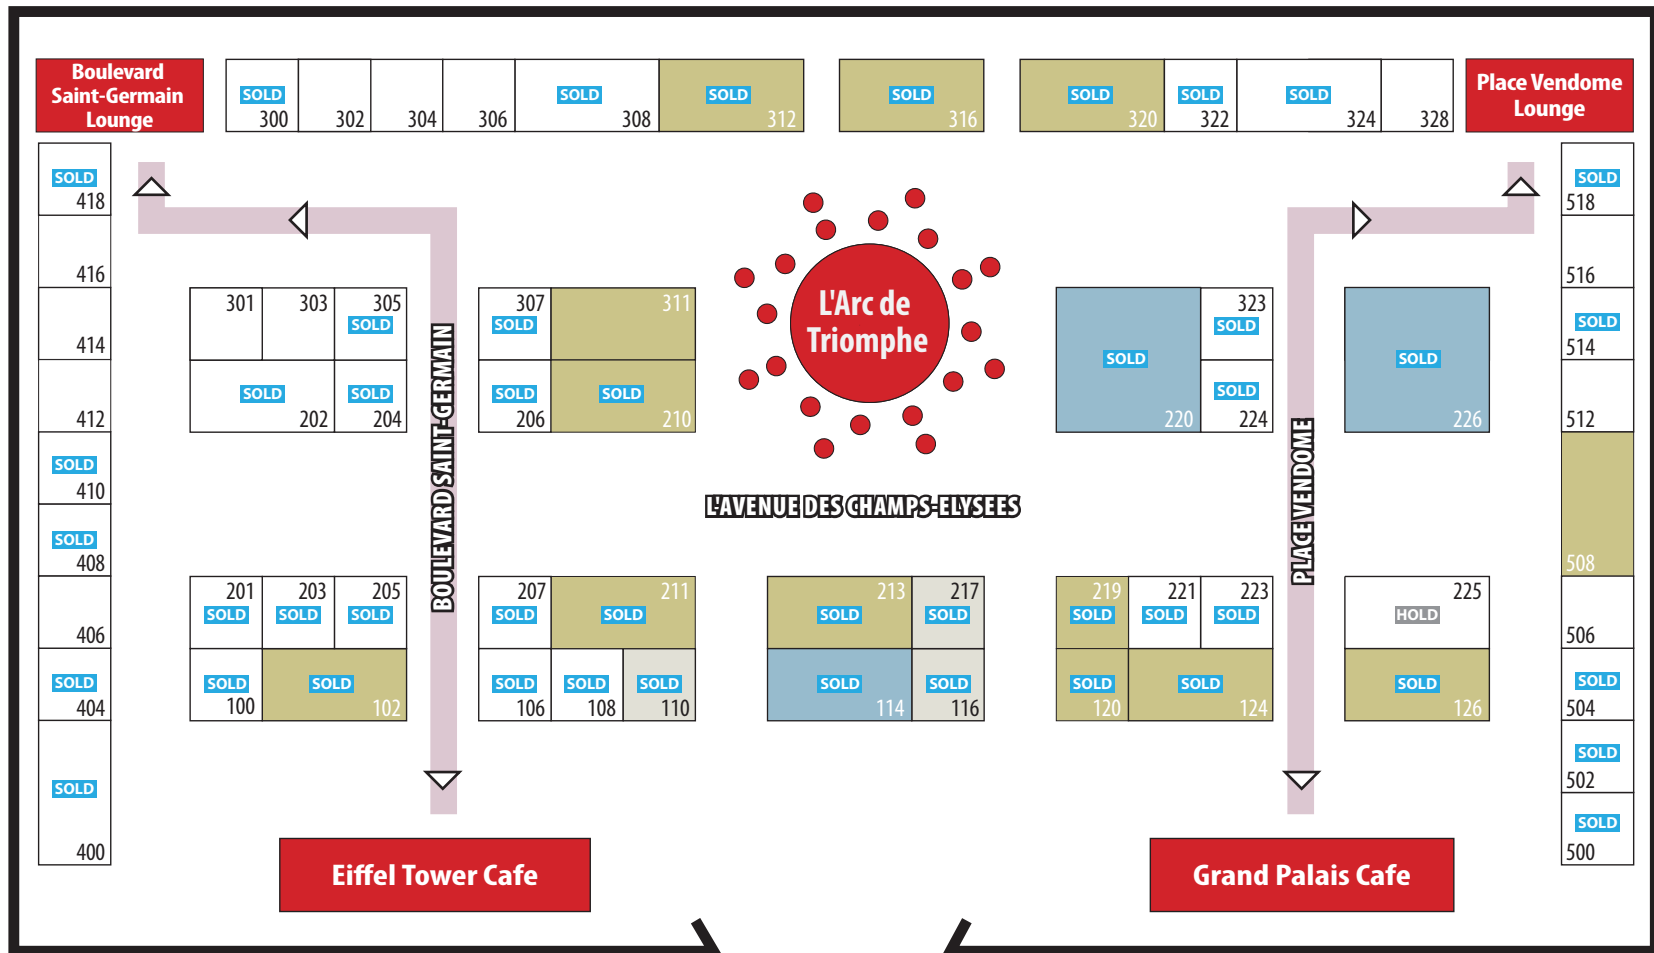 Boulevard
Saint-Germain
Lounge
SOLD
300
302
304
306
SOLD
308
SOLD
312
SOLD
316
SOLD
320
SOLD
322
SOLD
324
328
Place Vendome
Lounge
SOLD
418
416
414
412
SOLD
410
SOLD
408
406
SOLD
404
SOLD
400
301
303
305
SOLD
SOLD
202
SOLD
204
BOULEVARD SAINT-GERMAIN
307
SOLD
311
SOLD
206
SOLD
210
L'Arc de
Triomphe
L'AVENUE DES CHAMPS-ELYSEES
SOLD
220
323
SOLD
SOLD
224
PLACE VENDOME
SOLD
226
SOLD
518
516
SOLD
514
512
508
506
SOLD
504
SOLD
502
SOLD
500
201
SOLD
203
SOLD
205
SOLD
SOLD
100
SOLD
102
207
SOLD
211
SOLD
SOLD
106
SOLD
108
SOLD
110
213
SOLD
217
SOLD
SOLD
114
SOLD
116
219
SOLD
221
SOLD
223
SOLD
SOLD
120
SOLD
124
225
HOLD
SOLD
126
Eiffel Tower Cafe
Grand Palais Cafe